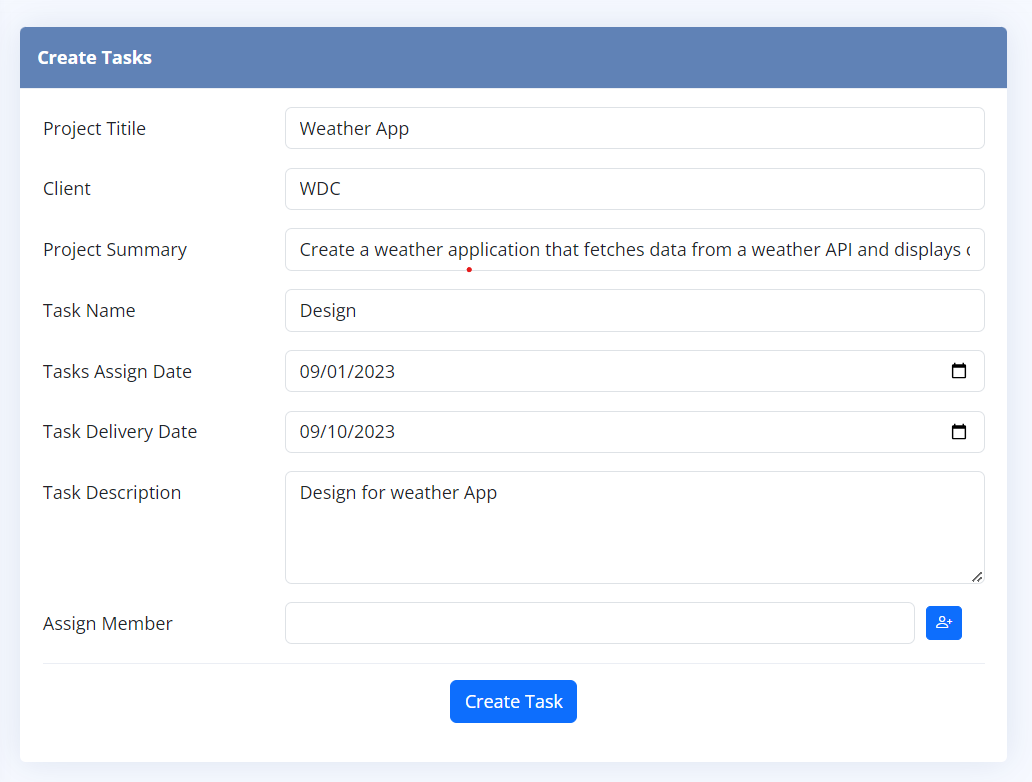 Create Tasks
Project Titile Weather App
Client WDC
Project Summary Create a weather application that fetches data from a weather API and displays
Task Name Design
Tasks Assign Date 09/01/2023
Task Delivery Date 09/10/2023
Task Description Design for weather App
Assign Member
Create Task